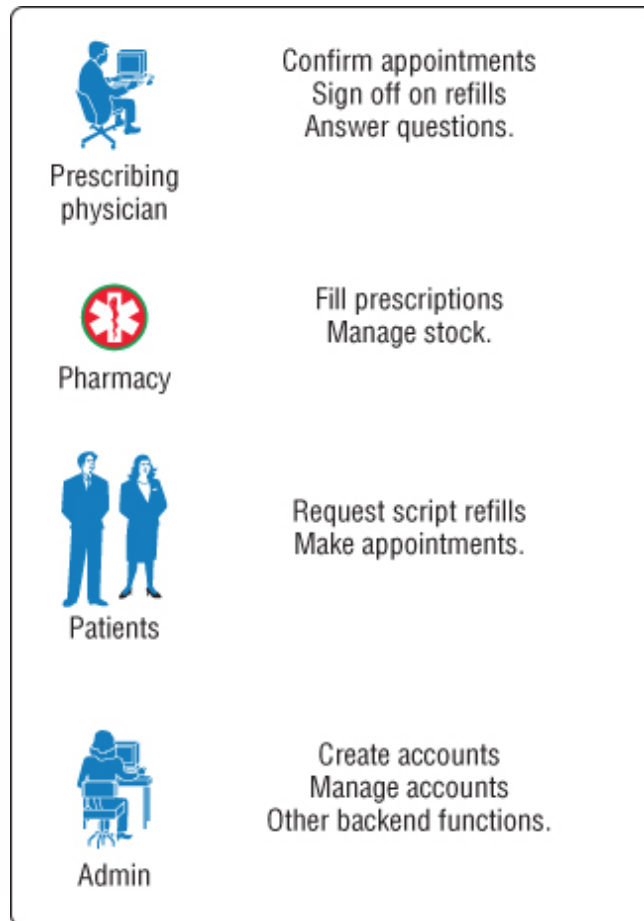 Confirm appointments
Sign off on refills
Answer questions.
Prescribing
physician
Fill prescriptions
Manage stock.
Pharmacy
Request script refills
Make appointments.
Patients
Create accounts
Manage accounts
Other backend functions.
Admin